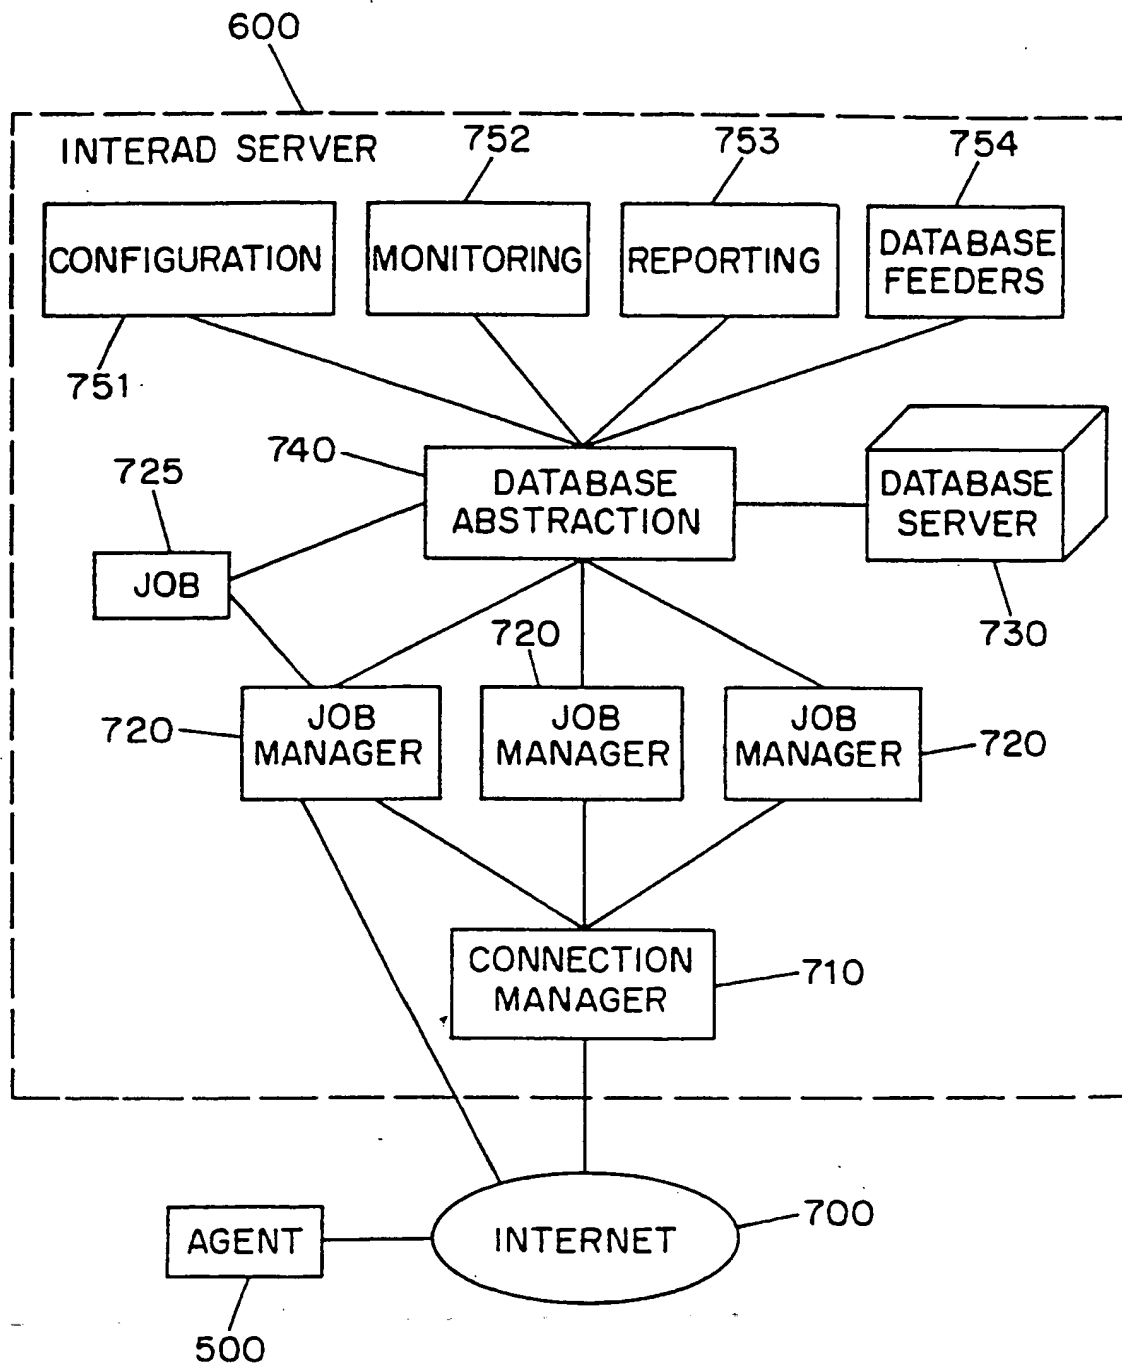 600
INTERAD SERVER
752
753
754
CONFIGURATION
MONITORING
REPORTING
DATABASE
FEEDERS
751
740
DATABASE
ABSTRACTION
DATABASE
SERVER
725
JOB
730
720
JOB
MANAGER
720
JOB
MANAGER
JOB
MANAGER
720
CONNECTION
MANAGER
710
INTERNET
700
AGENT
500